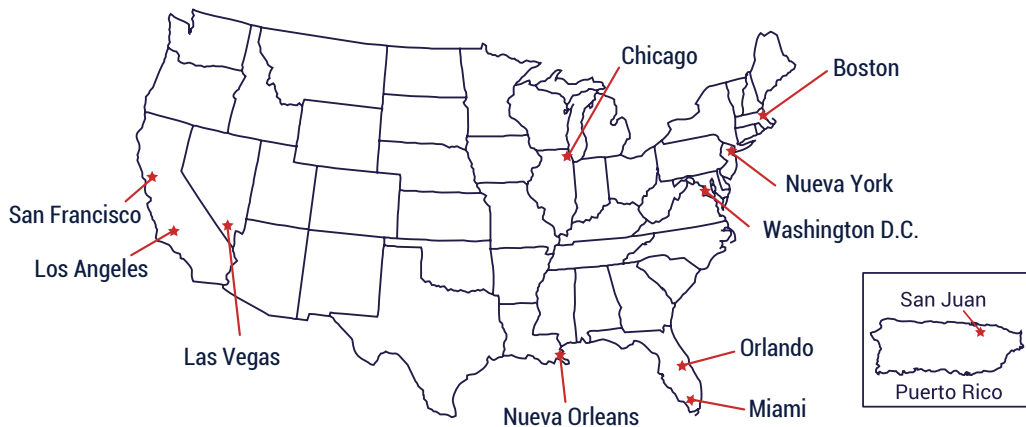 Chicago
Boston
Nueva York
San Francisco
Washington D.C.
Los Angeles
San Juan
Las Vegas
Orlando
Puerto Rico
Miami
Nueva Orleans